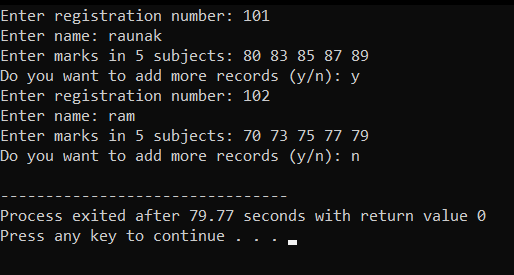 Enter registration number: 101
Enter name: raunak
Enter marks in 5 subjects: 80 83 85 87 89
Do you want to add more records (y/n): y
Enter registration number: 102
Enter name: ram
Enter marks in 5 subjects: 70 73 75 77 79
Do you want to add more records (y/n): n
--------------------------------
Process exited after 79.77 seconds with return value 0
Press any key to continue . . .